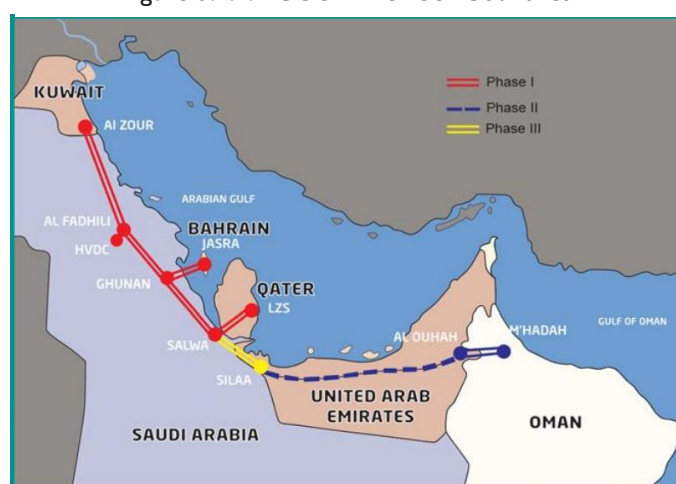 KUWAIT
Al ZOUR
Phase I
Phase II
Phase III
ARABIAN GULF
AL FADHILI
HVDC
BAHRAIN
JASRA
GHUNAN
QATER
LZS
SALWA
SILAA
AL OUHAH
M'HADAH
GULF OF OMAN
UNITED ARAB
EMIRATES
OMAN
SAUDI ARABIA